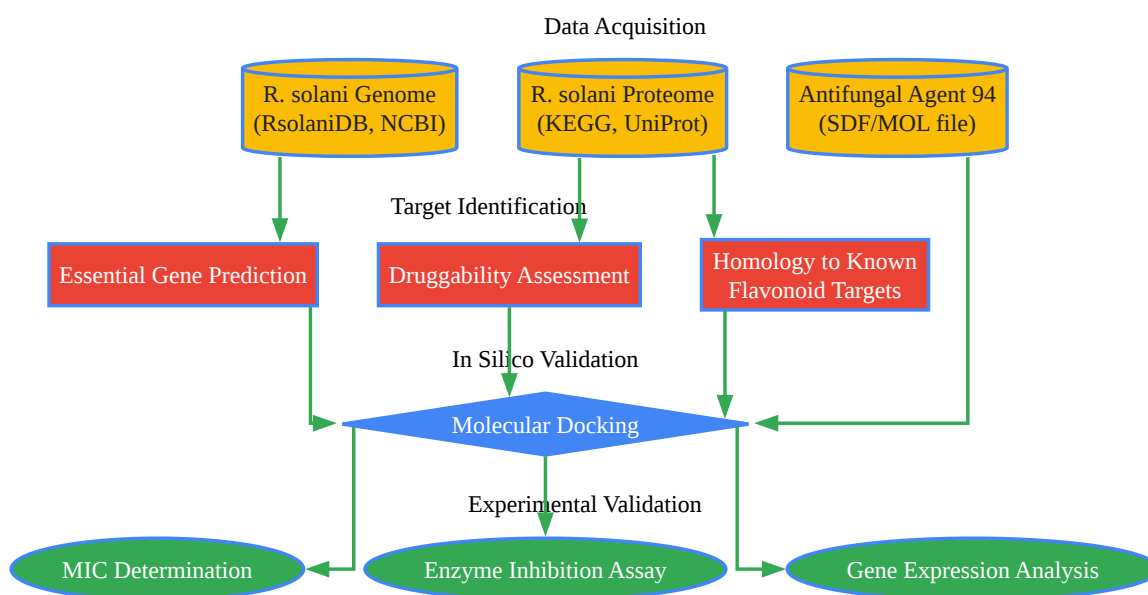 Data Acquisition
R. solani Genome
(RsolaniDB, NCBI)
R. solani Proteome
(KEGG, UniProt)
Antifungal Agent 94
(SDF/MOL file)
Target Identification
Essential Gene Prediction
Druggability Assessment
Homology to Known
Flavonoid Targets
In Silico Validation
Molecular Docking
Experimental Validation
MIC Determination
Enzyme Inhibition Assay
Gene Expression Analysis